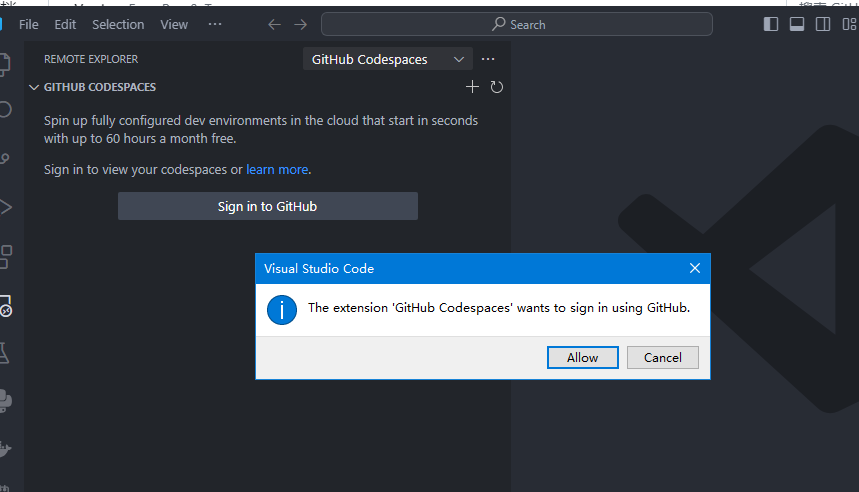 File Edit Selection View ··· Search
REMOTE EXPLORER GitHub Codespaces ···
GITHUB CODESPACES
Spin up fully configured dev environments in the cloud that start in seconds
with up to 60 hours a month free.
Sign in to view your codespaces or learn more.
Sign in to GitHub
Visual Studio Code
The extension 'GitHub Codespaces' wants to sign in using GitHub.
Allow Cancel